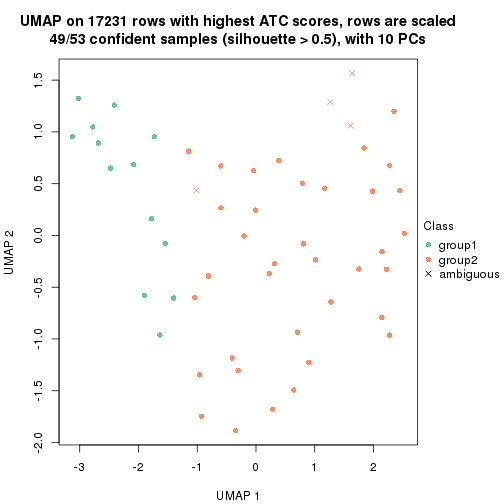 UMAP on 17231 rows with highest ATC scores, rows are scaled
49/53 confident samples (silhouette > 0.5), with 10 PCs
1.5
1.0
0.5
0.0
-0.5
-1.0
-1.5
-2.0
UMAP 2
-3
-2
-1
0
1
2
UMAP 1
Class
group1
group2
ambiguous